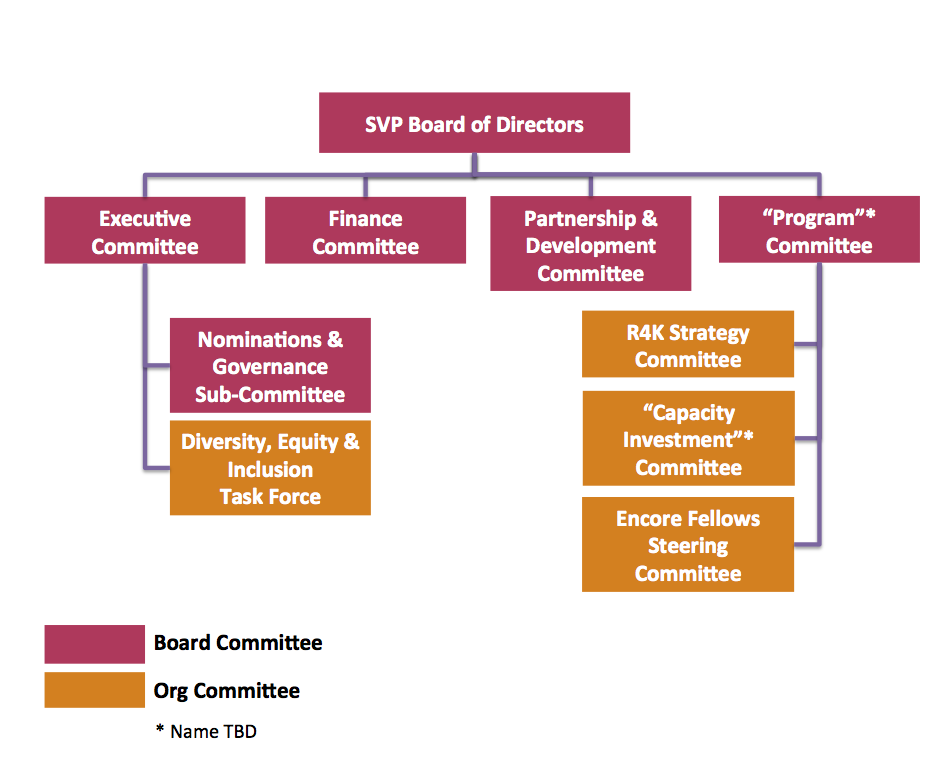 SVP Board of Directors
Executive
Committee
Finance
Committee
Partnership &
Development
Committee
“Program”*
Committee
Nominations &
Governance
Sub-Committee
Diversity, Equity &
Inclusion
Task Force
R4K Strategy
Committee
“Capacity
Investment”*
Committee
Encore Fellows
Steering
Committee
Board Committee
Org Committee
* Name TBD